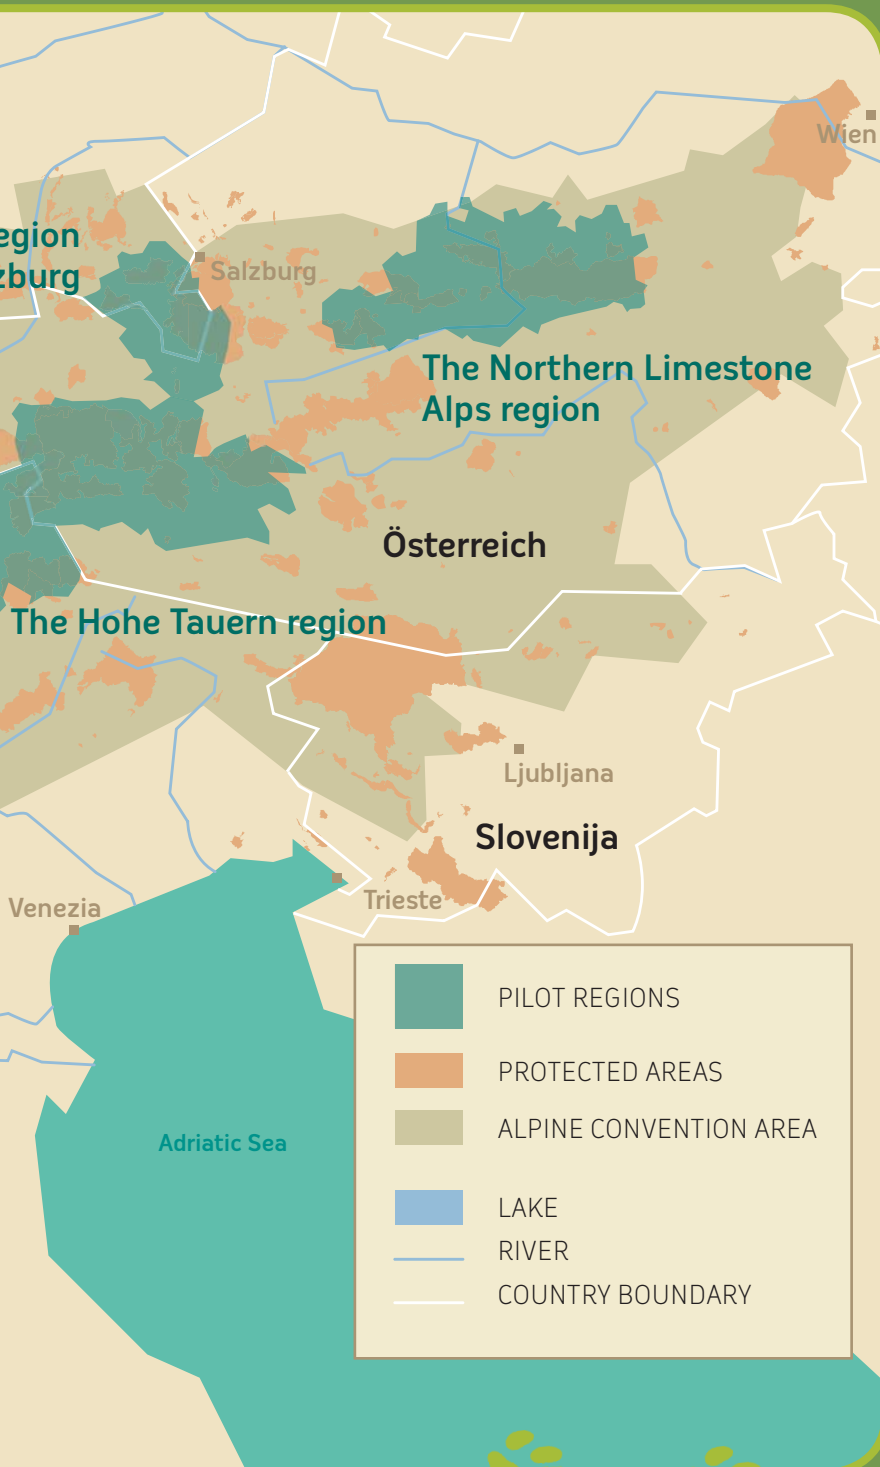 Wien
egion
zburg
Salzburg
The Northern Limestone
Alps region
Österreich
The Hohe Tauern region
Ljubljana
Slovenija
Trieste
Venezia
PILOT REGIONS
PROTECTED AREAS
ALPINE CONVENTION AREA
Adriatic Sea
LAKE
RIVER
COUNTRY BOUNDARY